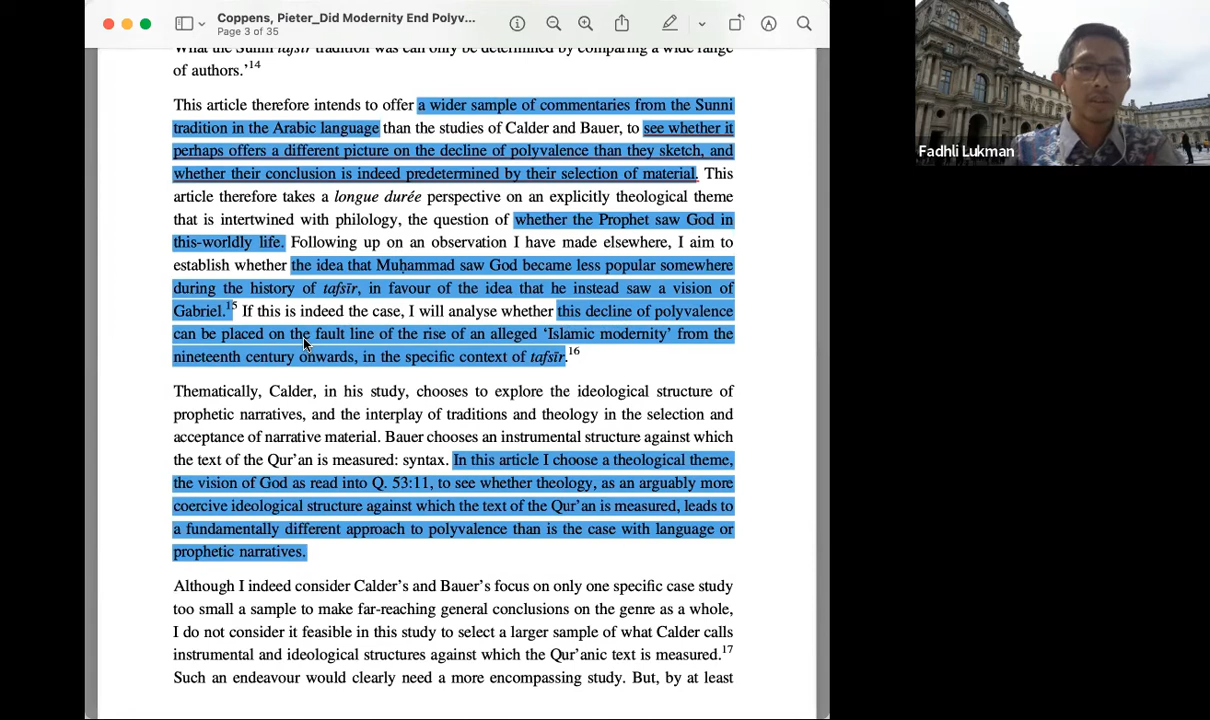 Coppens, Pieter_Did Modernity End Polyv...
Page 3 of 35
What the Sunni tafsīr tradition was can only be determined by comparing a wide range
of authors.’14
This article therefore intends to offer a wider sample of commentaries from the Sunni
tradition in the Arabic language than the studies of Calder and Bauer, to see whether it
perhaps offers a different picture on the decline of polyvalence than they sketch, and
whether their conclusion is indeed predetermined by their selection of material. This
article therefore takes a longue durée perspective on an explicitly theological theme
that is intertwined with philology, the question of whether the Prophet saw God in
this-worldly life. Following up on an observation I have made elsewhere, I aim to
establish whether the idea that Muḥammad saw God became less popular somewhere
during the history of tafsīr, in favour of the idea that he instead saw a vision of
Gabriel.15 If this is indeed the case, I will analyse whether this decline of polyvalence
can be placed on the fault line of the rise of an alleged ‘Islamic modernity’ from the
nineteenth century onwards, in the specific context of tafsīr.16
Thematically, Calder, in his study, chooses to explore the ideological structure of
prophetic narratives, and the interplay of traditions and theology in the selection and
acceptance of narrative material. Bauer chooses an instrumental structure against which
the text of the Qur’an is measured: syntax. In this article I choose a theological theme,
the vision of God as read into Q. 53:11, to see whether theology, as an arguably more
coercive ideological structure against which the text of the Qur’an is measured, leads to
a fundamentally different approach to polyvalence than is the case with language or
prophetic narratives.
Although I indeed consider Calder’s and Bauer’s focus on only one specific case study
too small a sample to make far-reaching general conclusions on the genre as a whole,
I do not consider it feasible in this study to select a larger sample of what Calder calls
instrumental and ideological structures against which the Qur’anic text is measured.17
Such an endeavour would clearly need a more encompassing study. But, by at least
Fadhli Lukman